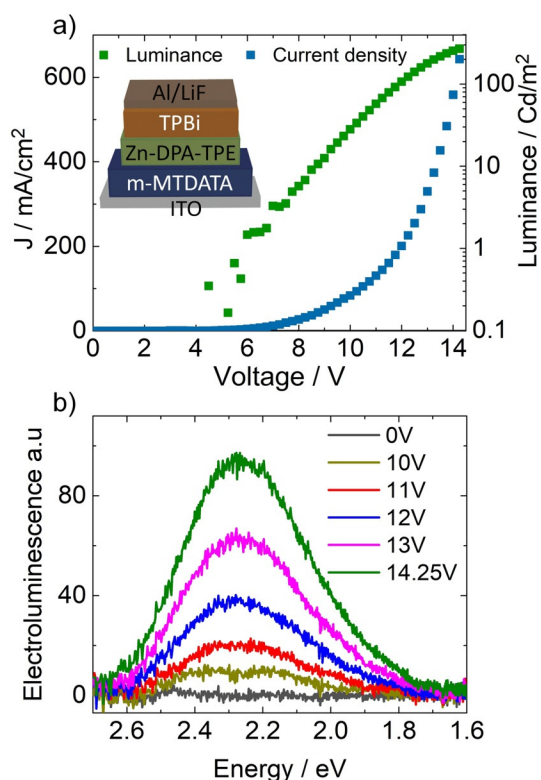 a)
Luminance
Current density
Al/LiF
TPBi
Zn-DPA-TPE
m-MTDATA
ITO
J / mA/cm²
600
400
200
0
Luminance / Cd/m²
100
10
1
0.1
0 2 4 6 8 10 12 14
Voltage / V
b)
Electroluminescence a.u
80
40
0
0V
10V
11V
12V
13V
14.25V
2.6 2.4 2.2 2.0 1.8 1.6
Energy / eV